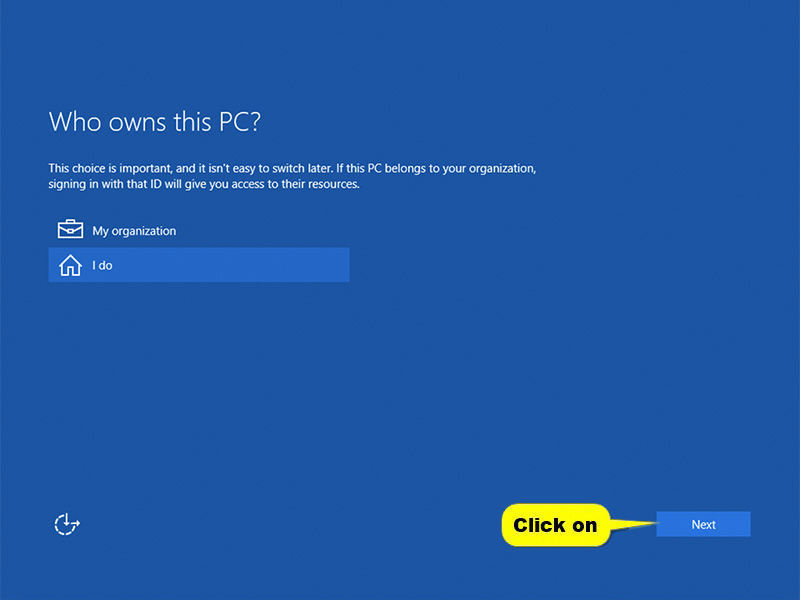 Who owns this PC?
This choice is important, and it isn't easy to switch later. If this PC belongs to your organization,
signing in with that ID will give you access to their resources.
My organization
I do
Click on
Next